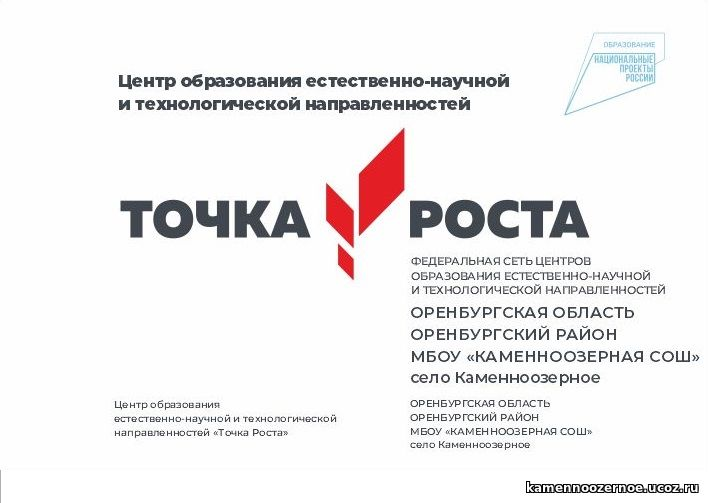 ОБРАЗОВАНИЕ
НАЦИОНАЛЬНЫЕ
ПРОЕКТЫ
РОССИИ
Центр образования естественно-научной
и технологической направленностей
ТОЧКА РОСТА
ФЕДЕРАЛЬНАЯ СЕТЬ ЦЕНТРОВ
ОБРАЗОВАНИЯ ЕСТЕСТВЕННО-НАУЧНОЙ
И ТЕХНОЛОГИЧЕСКОЙ НАПРАВЛЕННОСТЕЙ
ОРЕНБУРГСКАЯ ОБЛАСТЬ
ОРЕНБУРГСКИЙ РАЙОН
МБОУ «КАМЕННООЗЕРНАЯ СОШ»
село Каменноозерное
Центр образования
естественно-научной и технологической
направленностей «Точка Роста»
ОРЕНБУРГСКАЯ ОБЛАСТЬ
ОРЕНБУРГСКИЙ РАЙОН
МБОУ «КАМЕННООЗЕРНАЯ СОШ»
село Каменноозерное
kamennoozernoe.ucoz.ru